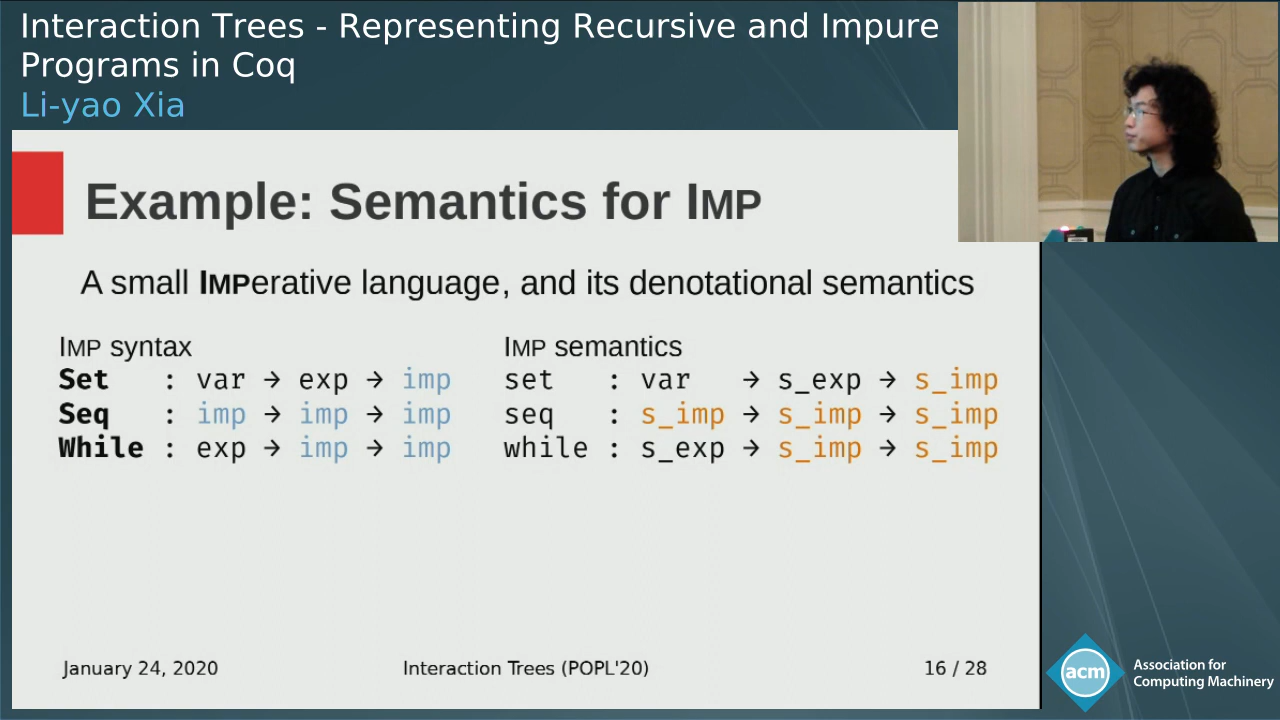 Interaction Trees - Representing Recursive and Impure
Programs in Coq
Li-yao Xia
Example: Semantics for IMP
A small IMPerative language, and its denotational semantics
IMP syntax
Set : var → exp → imp
Seq : imp → imp → imp
While : exp → imp → imp
IMP semantics
set : var → s_exp → s_imp
seq : s_imp → s_imp → s_imp
while : s_exp → s_imp → s_imp
January 24, 2020
Interaction Trees (POPL'20)
16 / 28
acm
Association for
Computing Machinery